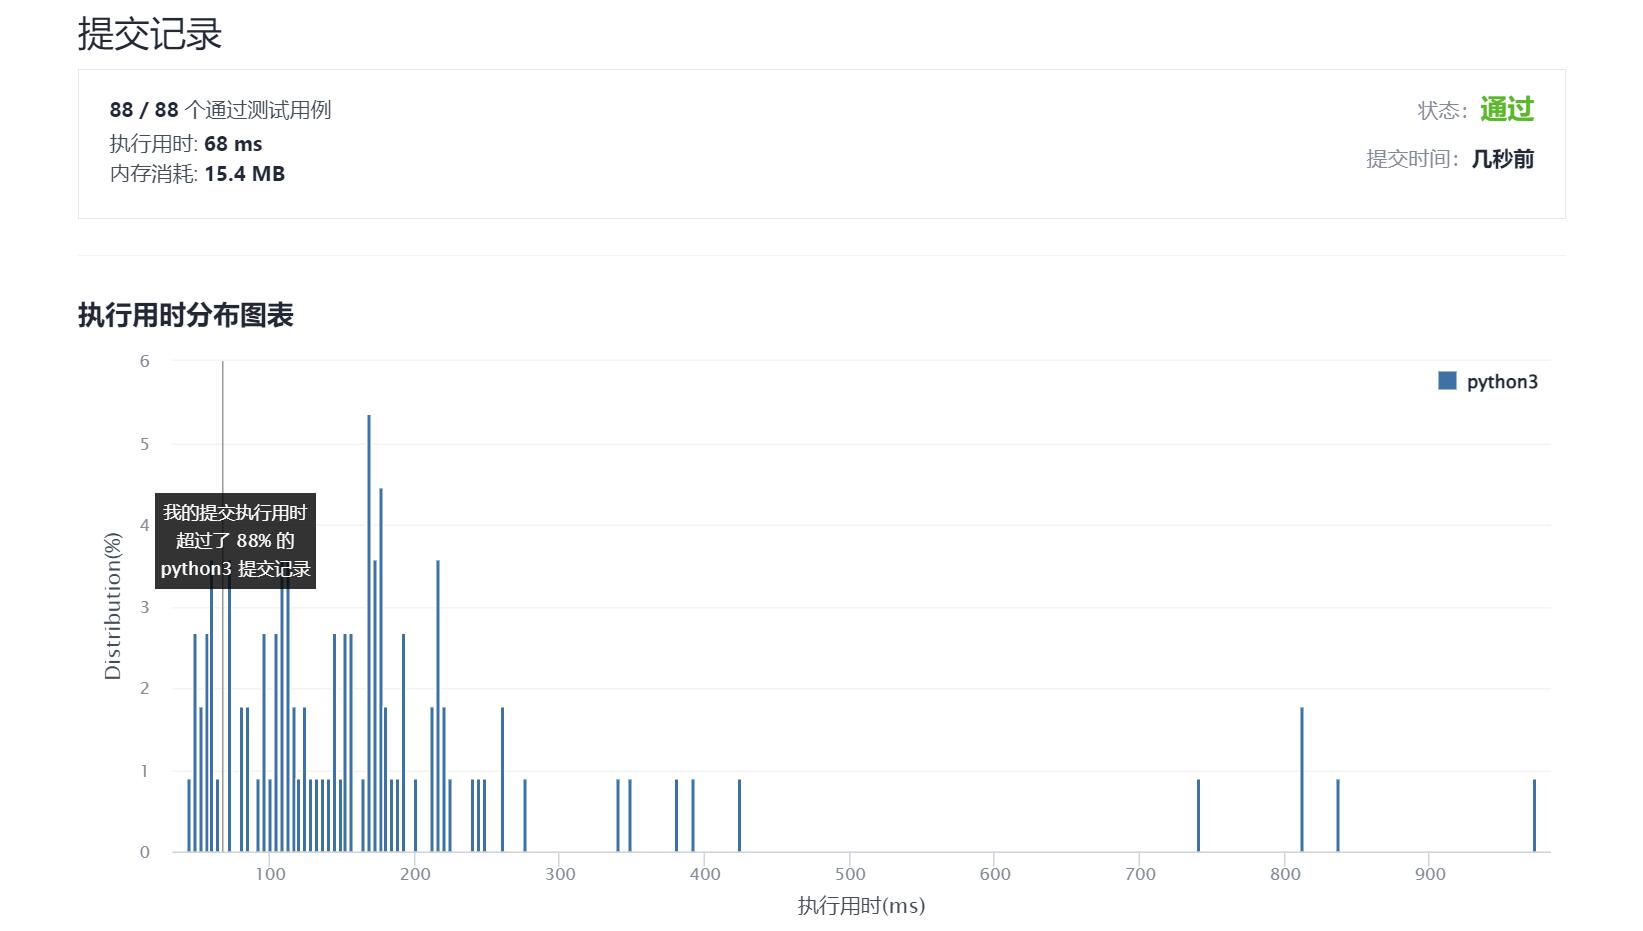 提交记录
88 / 88 个通过测试用例
状态：通过
执行用时: 68 ms
提交时间：几秒前
内存消耗: 15.4 MB
执行用时分布图表
python3
6
5
4
3
2
1
0
Distribution(%)
我的提交执行用时
超过了 88% 的
python3 提交记录
100 200 300 400 500 600 700 800 900
执行用时(ms)